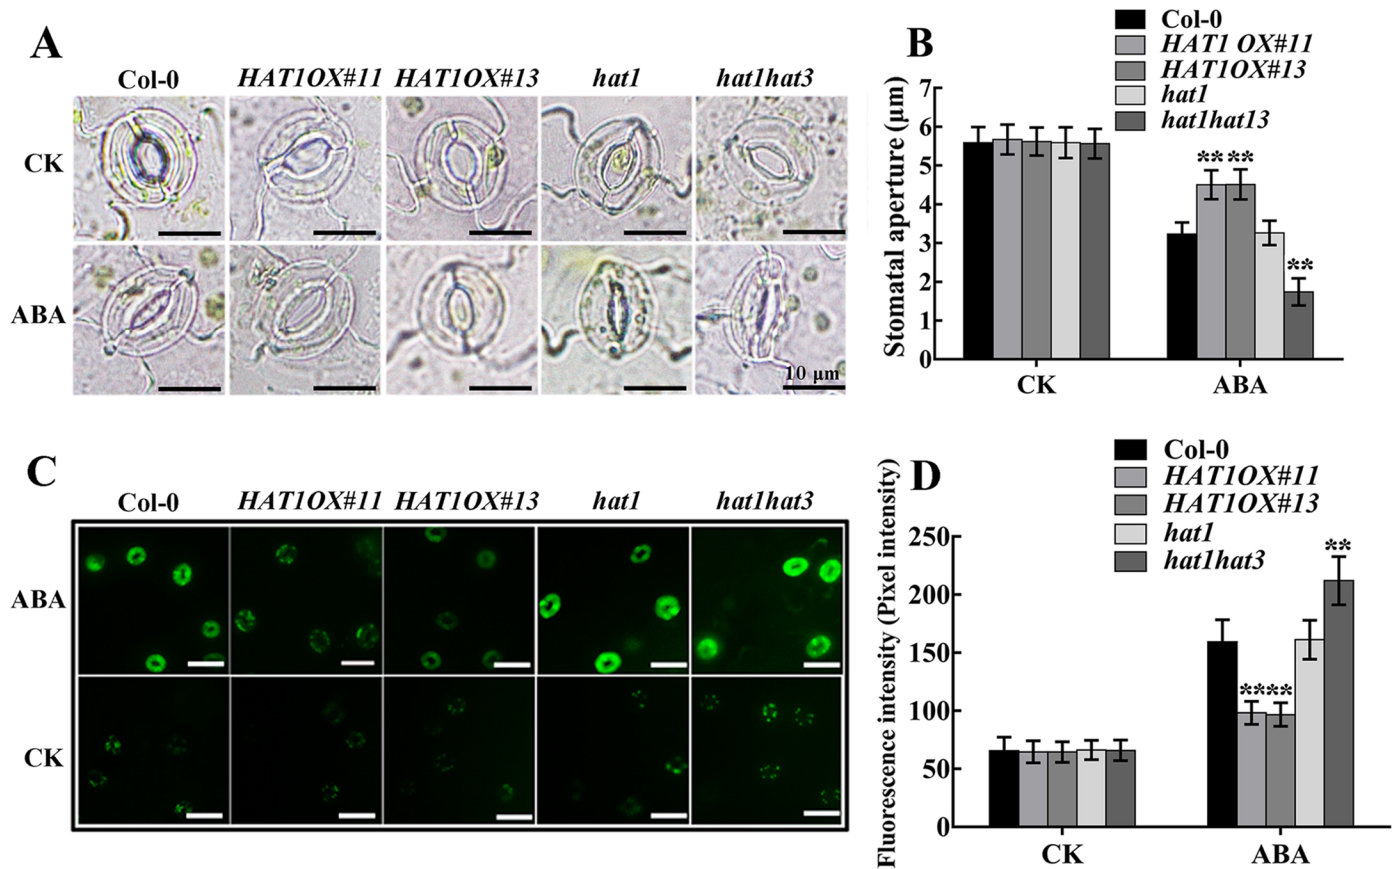 A
Col-0 HAT1OX#11 HAT1OX#13 hat1 hat1hat3
CK
ABA
10 μm
B
Col-0
HAT1 OX#11
HAT1OX#13
hat1
hat1hat13
Stomatal aperture (μm)
7
6
5
4
3
2
1
0
** **
**
CK ABA
C
Col-0 HAT1OX#11 HAT1OX#13 hat1 hat1hat3
ABA
CK
D
Col-0
HAT1OX#11
HAT1OX#13
hat1
hat1hat3
Fluorescence intensity (Pixel intensity)
250
200
150
100
50
0
****
**
CK ABA